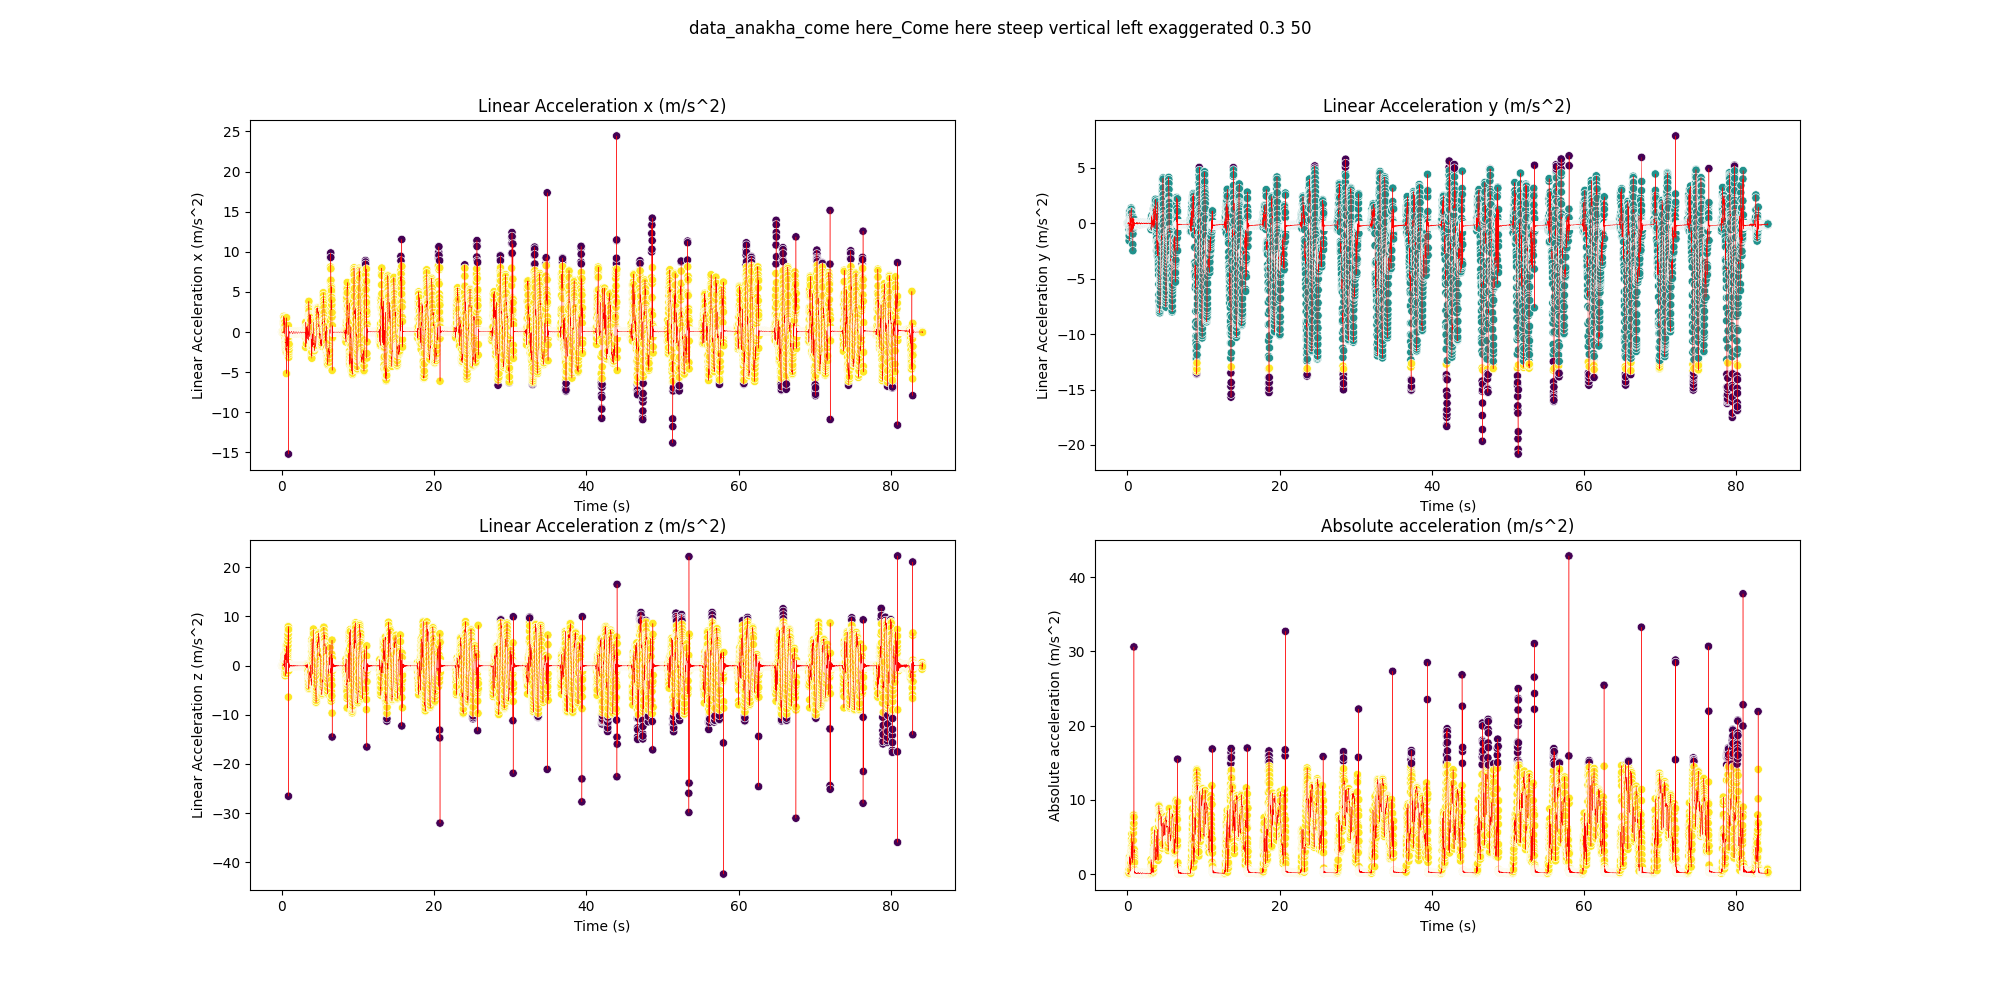 data_anakha_come here_Come here steep vertical left exaggerated 0.3 50
Linear Acceleration x (m/s^2)
Linear Acceleration x (m/s^2)
25
20
15
10
5
0
−5
−10
−15
0 20 40 60 80
Time (s)
Linear Acceleration y (m/s^2)
Linear Acceleration y (m/s^2)
5
0
−5
−10
−15
−20
0 20 40 60 80
Time (s)
Linear Acceleration z (m/s^2)
Linear Acceleration z (m/s^2)
20
10
0
−10
−20
−30
−40
0 20 40 60 80
Time (s)
Absolute acceleration (m/s^2)
Absolute acceleration (m/s^2)
40
30
20
10
0
0 20 40 60 80
Time (s)